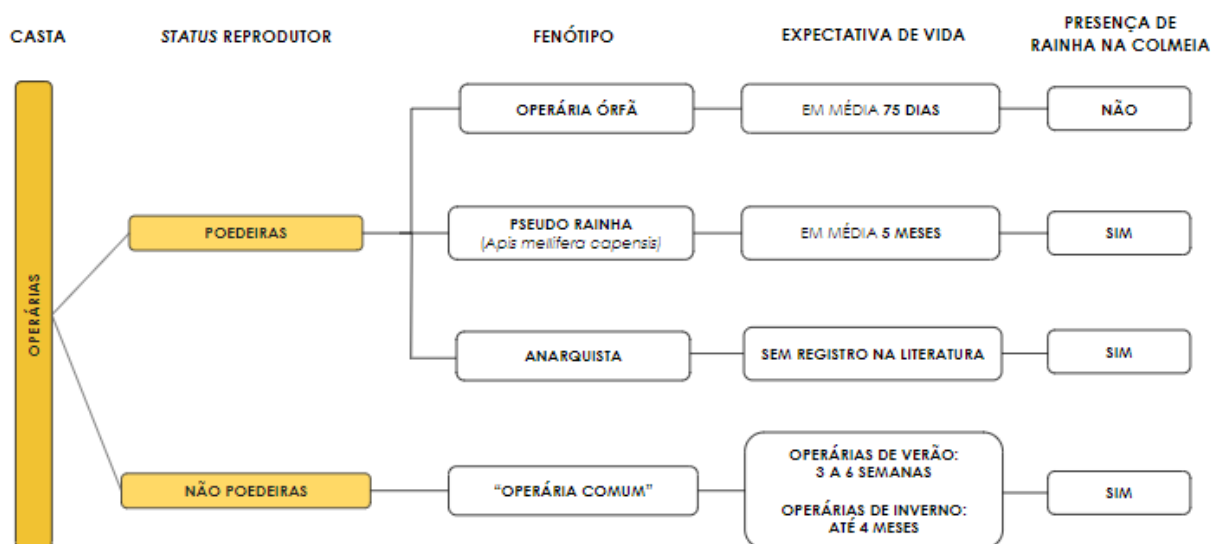 CASTA
STATUS REPRODUTOR
FENÓTIPO
EXPECTATIVA DE VIDA
PRESENÇA DE
RAINHA NA COLMEIA
OPERÁRIAS
POEDEIRAS
OPERÁRIA ÓRFÃ
EM MÉDIA 75 DIAS
NÃO
PSEUDO RAINHA
(Apis mellifera capensis)
EM MÉDIA 5 MESES
SIM
ANARQUISTA
SEM REGISTRO NA LITERATURA
SIM
NÃO POEDEIRAS
"OPERÁRIA COMUM"
OPERÁRIAS DE VERÃO:
3 A 6 SEMANAS
OPERÁRIAS DE INVERNO:
ATÉ 4 MESES
SIM